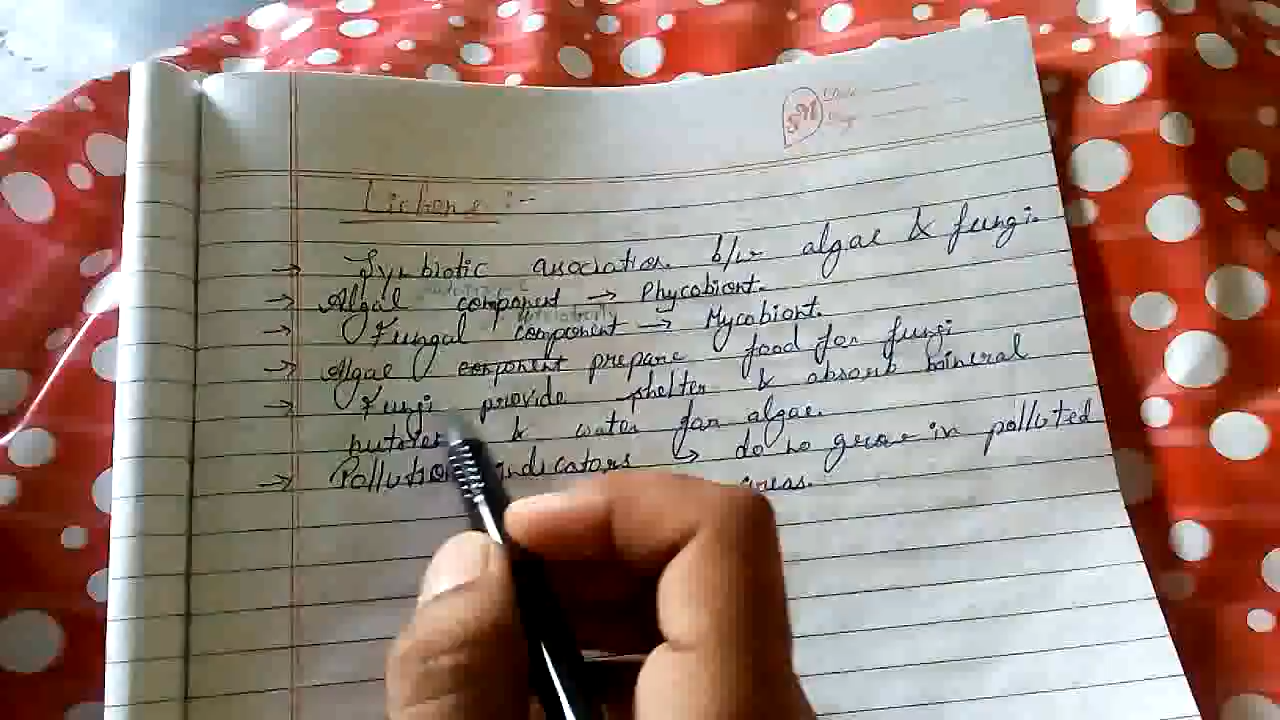 Lichens :-
→ Symbiotic association b/w algae & fungi.
→ Algal component → Phycobiont.
→ Fungal component → Mycobiont.
→ Algae component prepare food for fungi
→ Fungi provide shelter & absorb mineral
& water for algae.
→ Pollution indicators ↳ do no grow in polluted
areas.